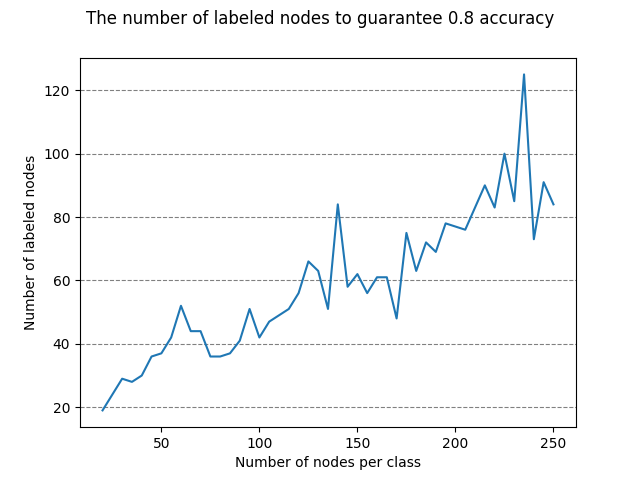 The number of labeled nodes to guarantee 0.8 accuracy
120
100
80
60
40
20
Number of labeled nodes
50 100 150 200 250
Number of nodes per class